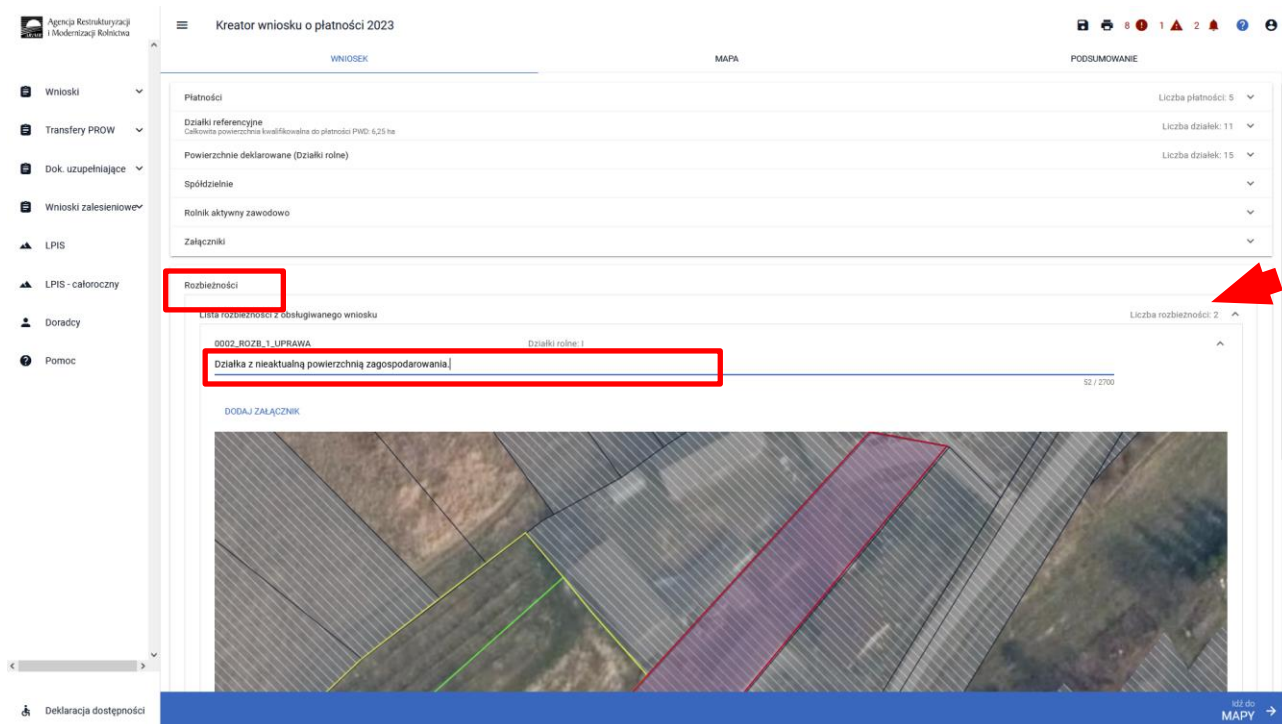 Agencja Restrukturyzacji
i Modernizacji Rolnictwa
Kreator wniosku o płatności 2023
8 1 2
WNIOSEK MAPA PODSUMOWANIE
Wnioski
Transfery PROW
Dok. uzupełniające
Wnioski zalesieniowe
LPIS
LPIS - całoroczny
Doradcy
Pomoc
Deklaracja dostępności
Płatności Liczba płatności: 5
Działki referencyjne Liczba działek: 11
Całkowita powierzchnia kwalifikowalna do płatności PWD: 6,25 ha
Powierzchnie deklarowane (Działki rolne) Liczba działek: 15
Spółdzielnie
Rolnik aktywny zawodowo
Załączniki
Rozbieżności
Lista rozbieżności z obsługiwanego wniosku Liczba rozbieżności: 2
0002_ROZB_1_UPRAWA Działki rolne: I
Działka z nieaktualną powierzchnią zagospodarowania.
52 / 2700
DODAJ ZAŁĄCZNIK
Idź do
MAPY